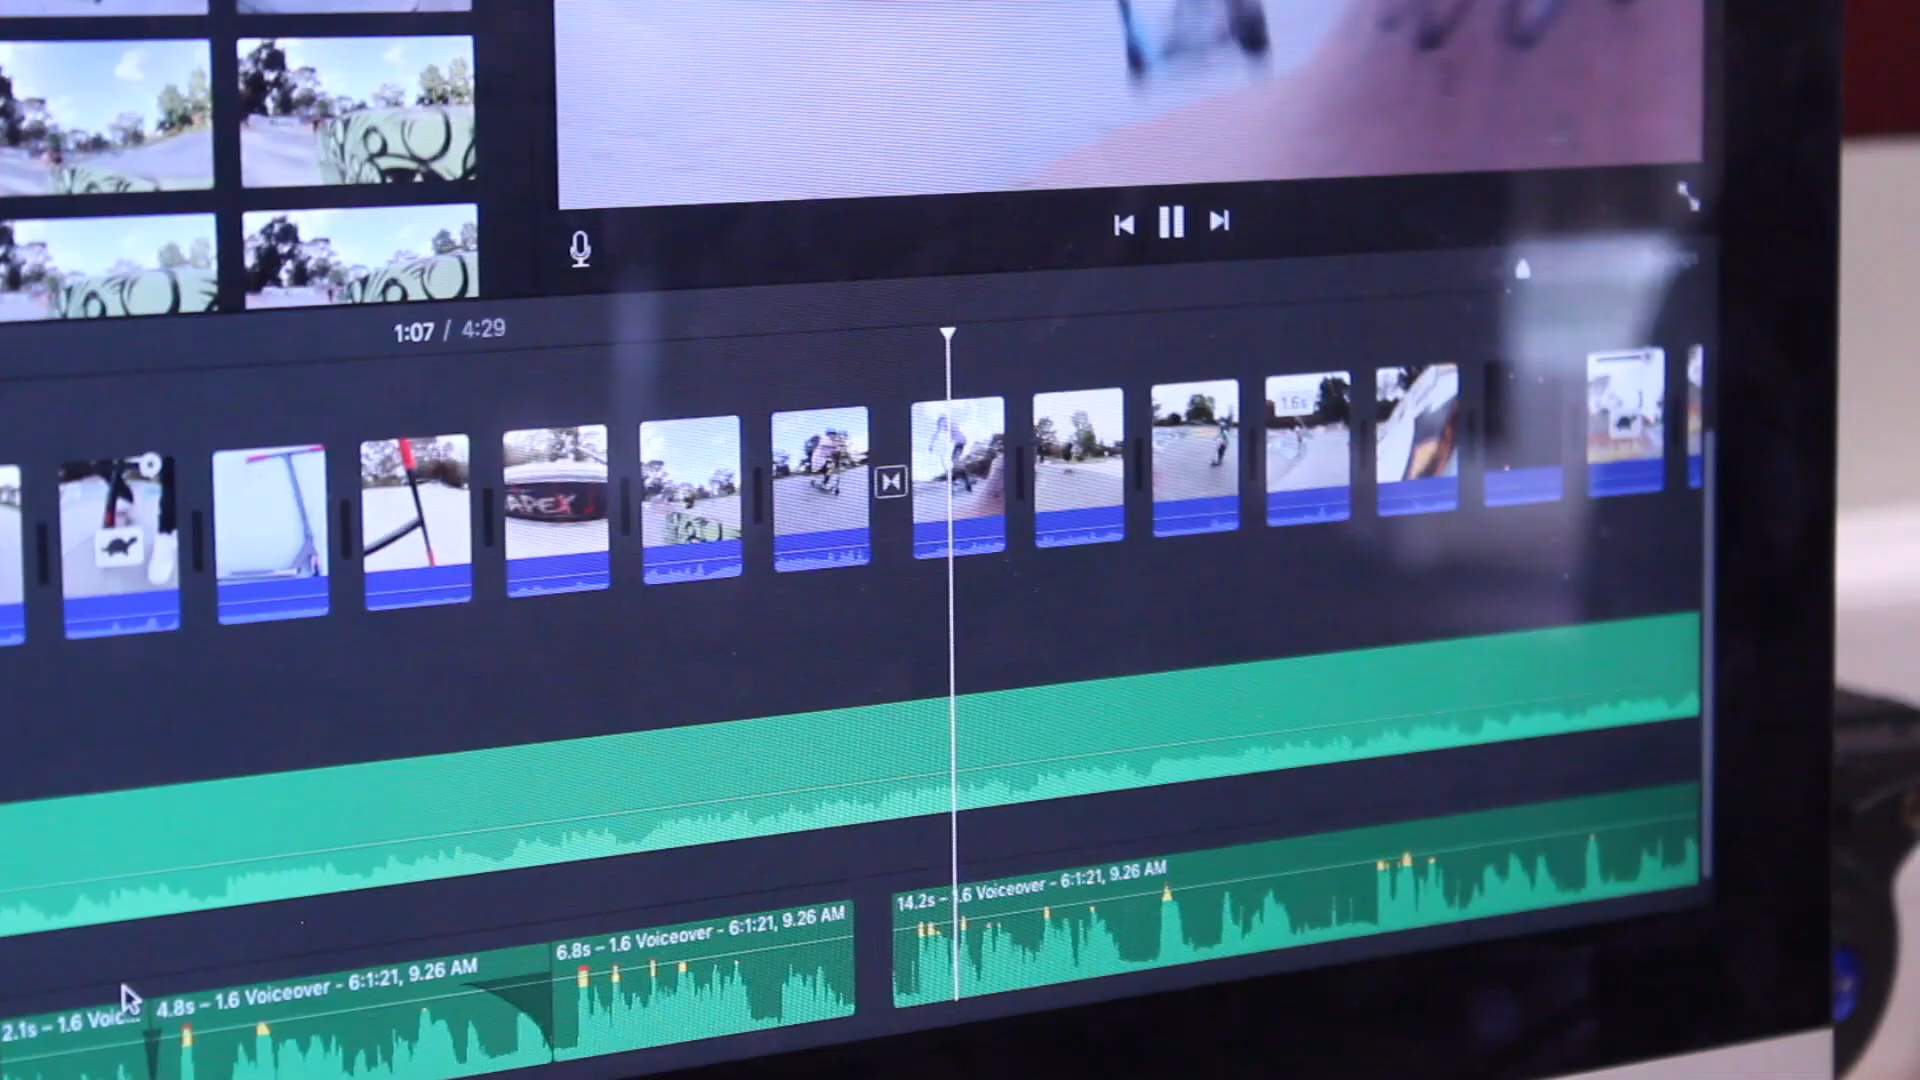 1:07 / 4:29
1.6s
APEX
14.2s – 1.6 Voiceover - 6:1:21, 9.26 AM
6.8s – 1.6 Voiceover - 6:1:21, 9.26 AM
4.8s – 1.6 Voiceover - 6:1:21, 9.26 AM
2.1s – 1.6 Voic...